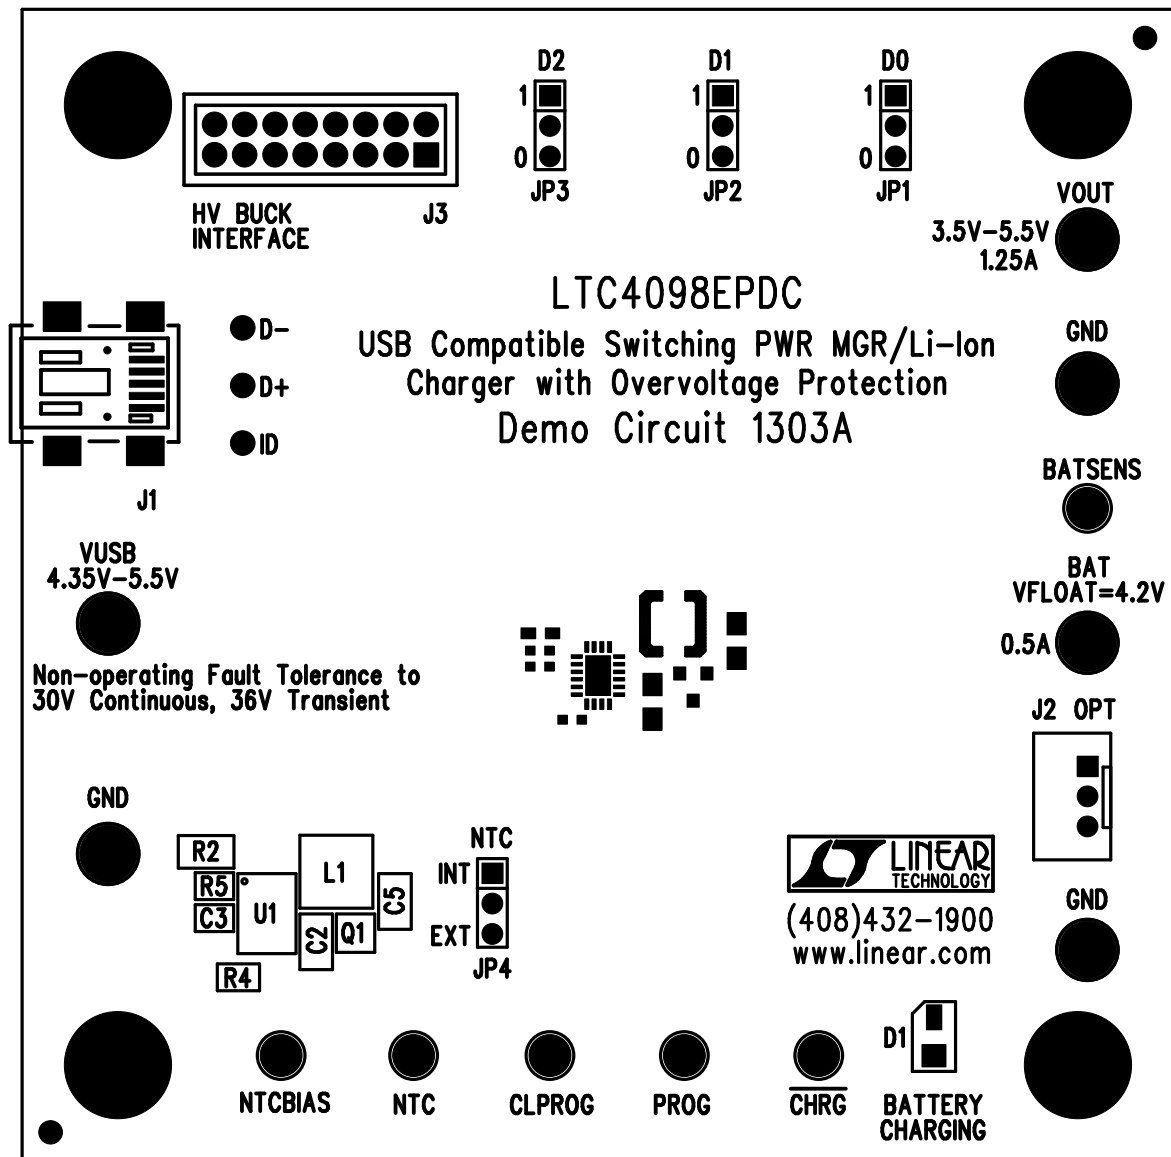 D2
D1
D0
1
1
1
0
0
0
JP3
JP2
JP1
HV BUCK
INTERFACE
J3
VOUT
3.5V-5.5V
1.25A
LTC4098EPDC
USB Compatible Switching PWR MGR/Li-Ion
Charger with Overvoltage Protection
Demo Circuit 1303A
D-
D+
ID
J1
GND
BATSENS
VUSB
4.35V-5.5V
BAT
VFLOAT=4.2V
0.5A
Non-operating Fault Tolerance to
30V Continuous, 36V Transient
J2 OPT
GND
R2
R5
C3
U1
L1
C2
Q1
C5
R4
NTC
INT
EXT
JP4
LINEAR
TECHNOLOGY
(408)432-1900
www.linear.com
GND
D1
NTCBIAS
NTC
CLPROG
PROG
CHRG
BATTERY
CHARGING